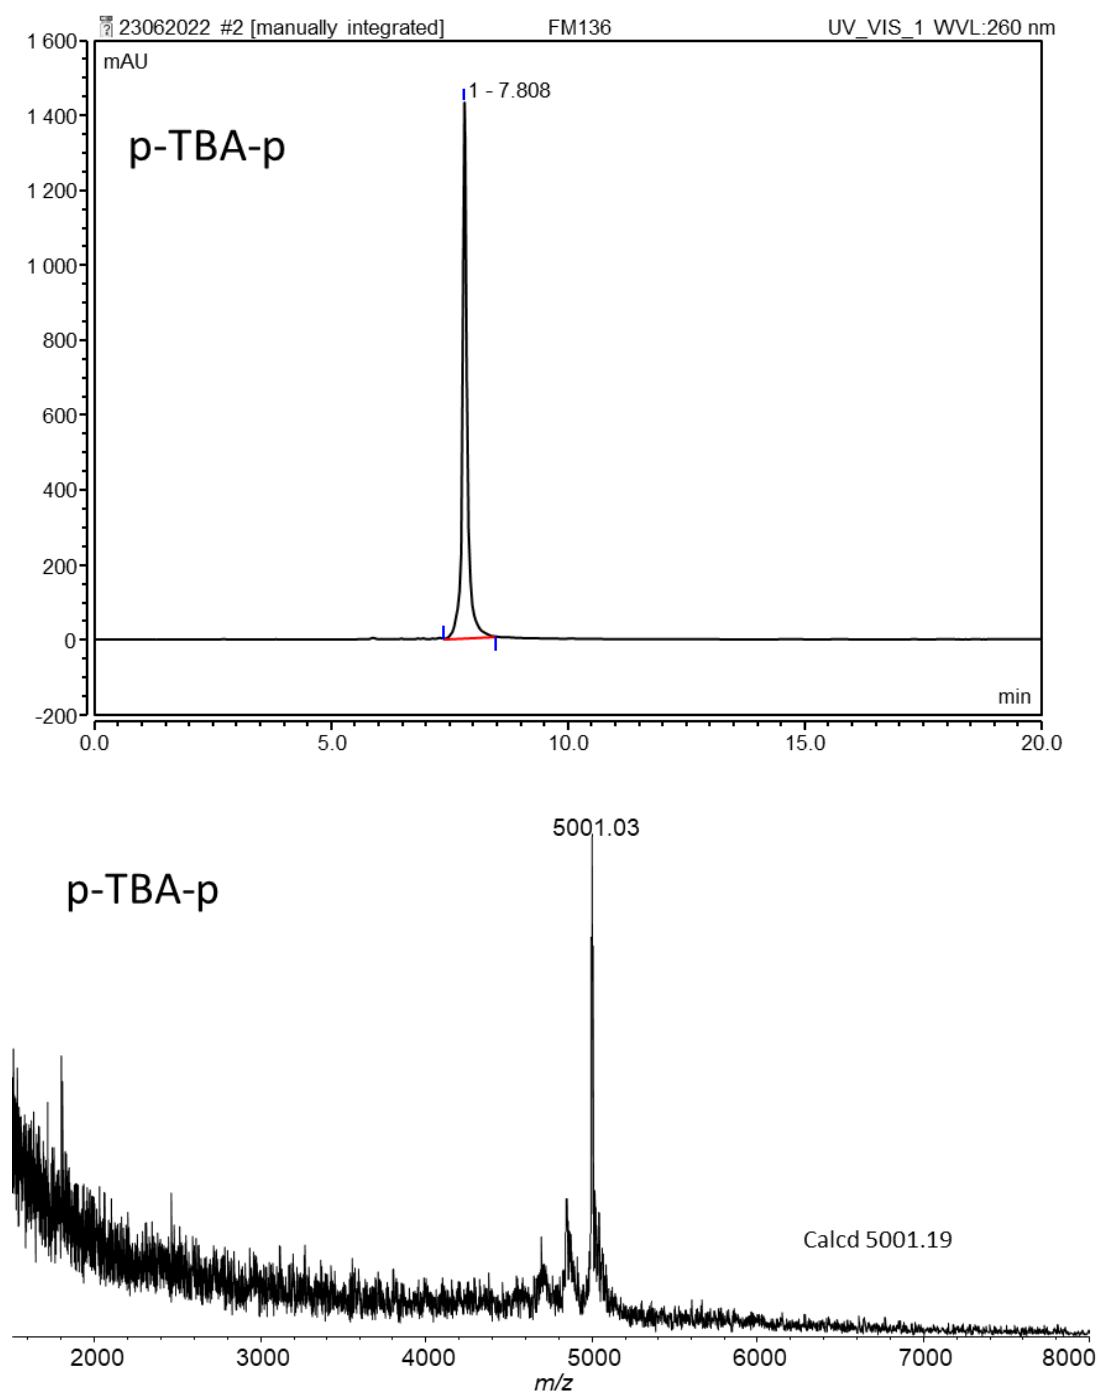 23062022 #2 [manually integrated] FM136 UV_VIS_1 WVL:260 nm
1 600
mAU
1 - 7.808
1 400
p-TBA-p
1 200
1 000
800
600
400
200
0
min
-200
0.0 5.0 10.0 15.0 20.0
5001.03
p-TBA-p
Calcd 5001.19
2000 3000 4000 5000 6000 7000 8000
m/z